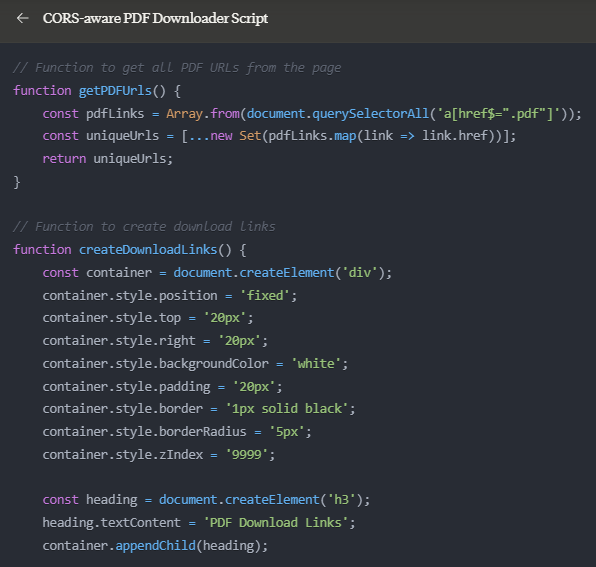 ← CORS-aware PDF Downloader Script
// Function to get all PDF URLs from the page
function getPDFUrls() {
    const pdfLinks = Array.from(document.querySelectorAll('a[href$=".pdf"]'));
    const uniqueUrls = [...new Set(pdfLinks.map(link => link.href))];
    return uniqueUrls;
}
// Function to create download links
function createDownloadLinks() {
    const container = document.createElement('div');
    container.style.position = 'fixed';
    container.style.top = '20px';
    container.style.right = '20px';
    container.style.backgroundColor = 'white';
    container.style.padding = '20px';
    container.style.border = '1px solid black';
    container.style.borderRadius = '5px';
    container.style.zIndex = '9999';
    const heading = document.createElement('h3');
    heading.textContent = 'PDF Download Links';
    container.appendChild(heading);